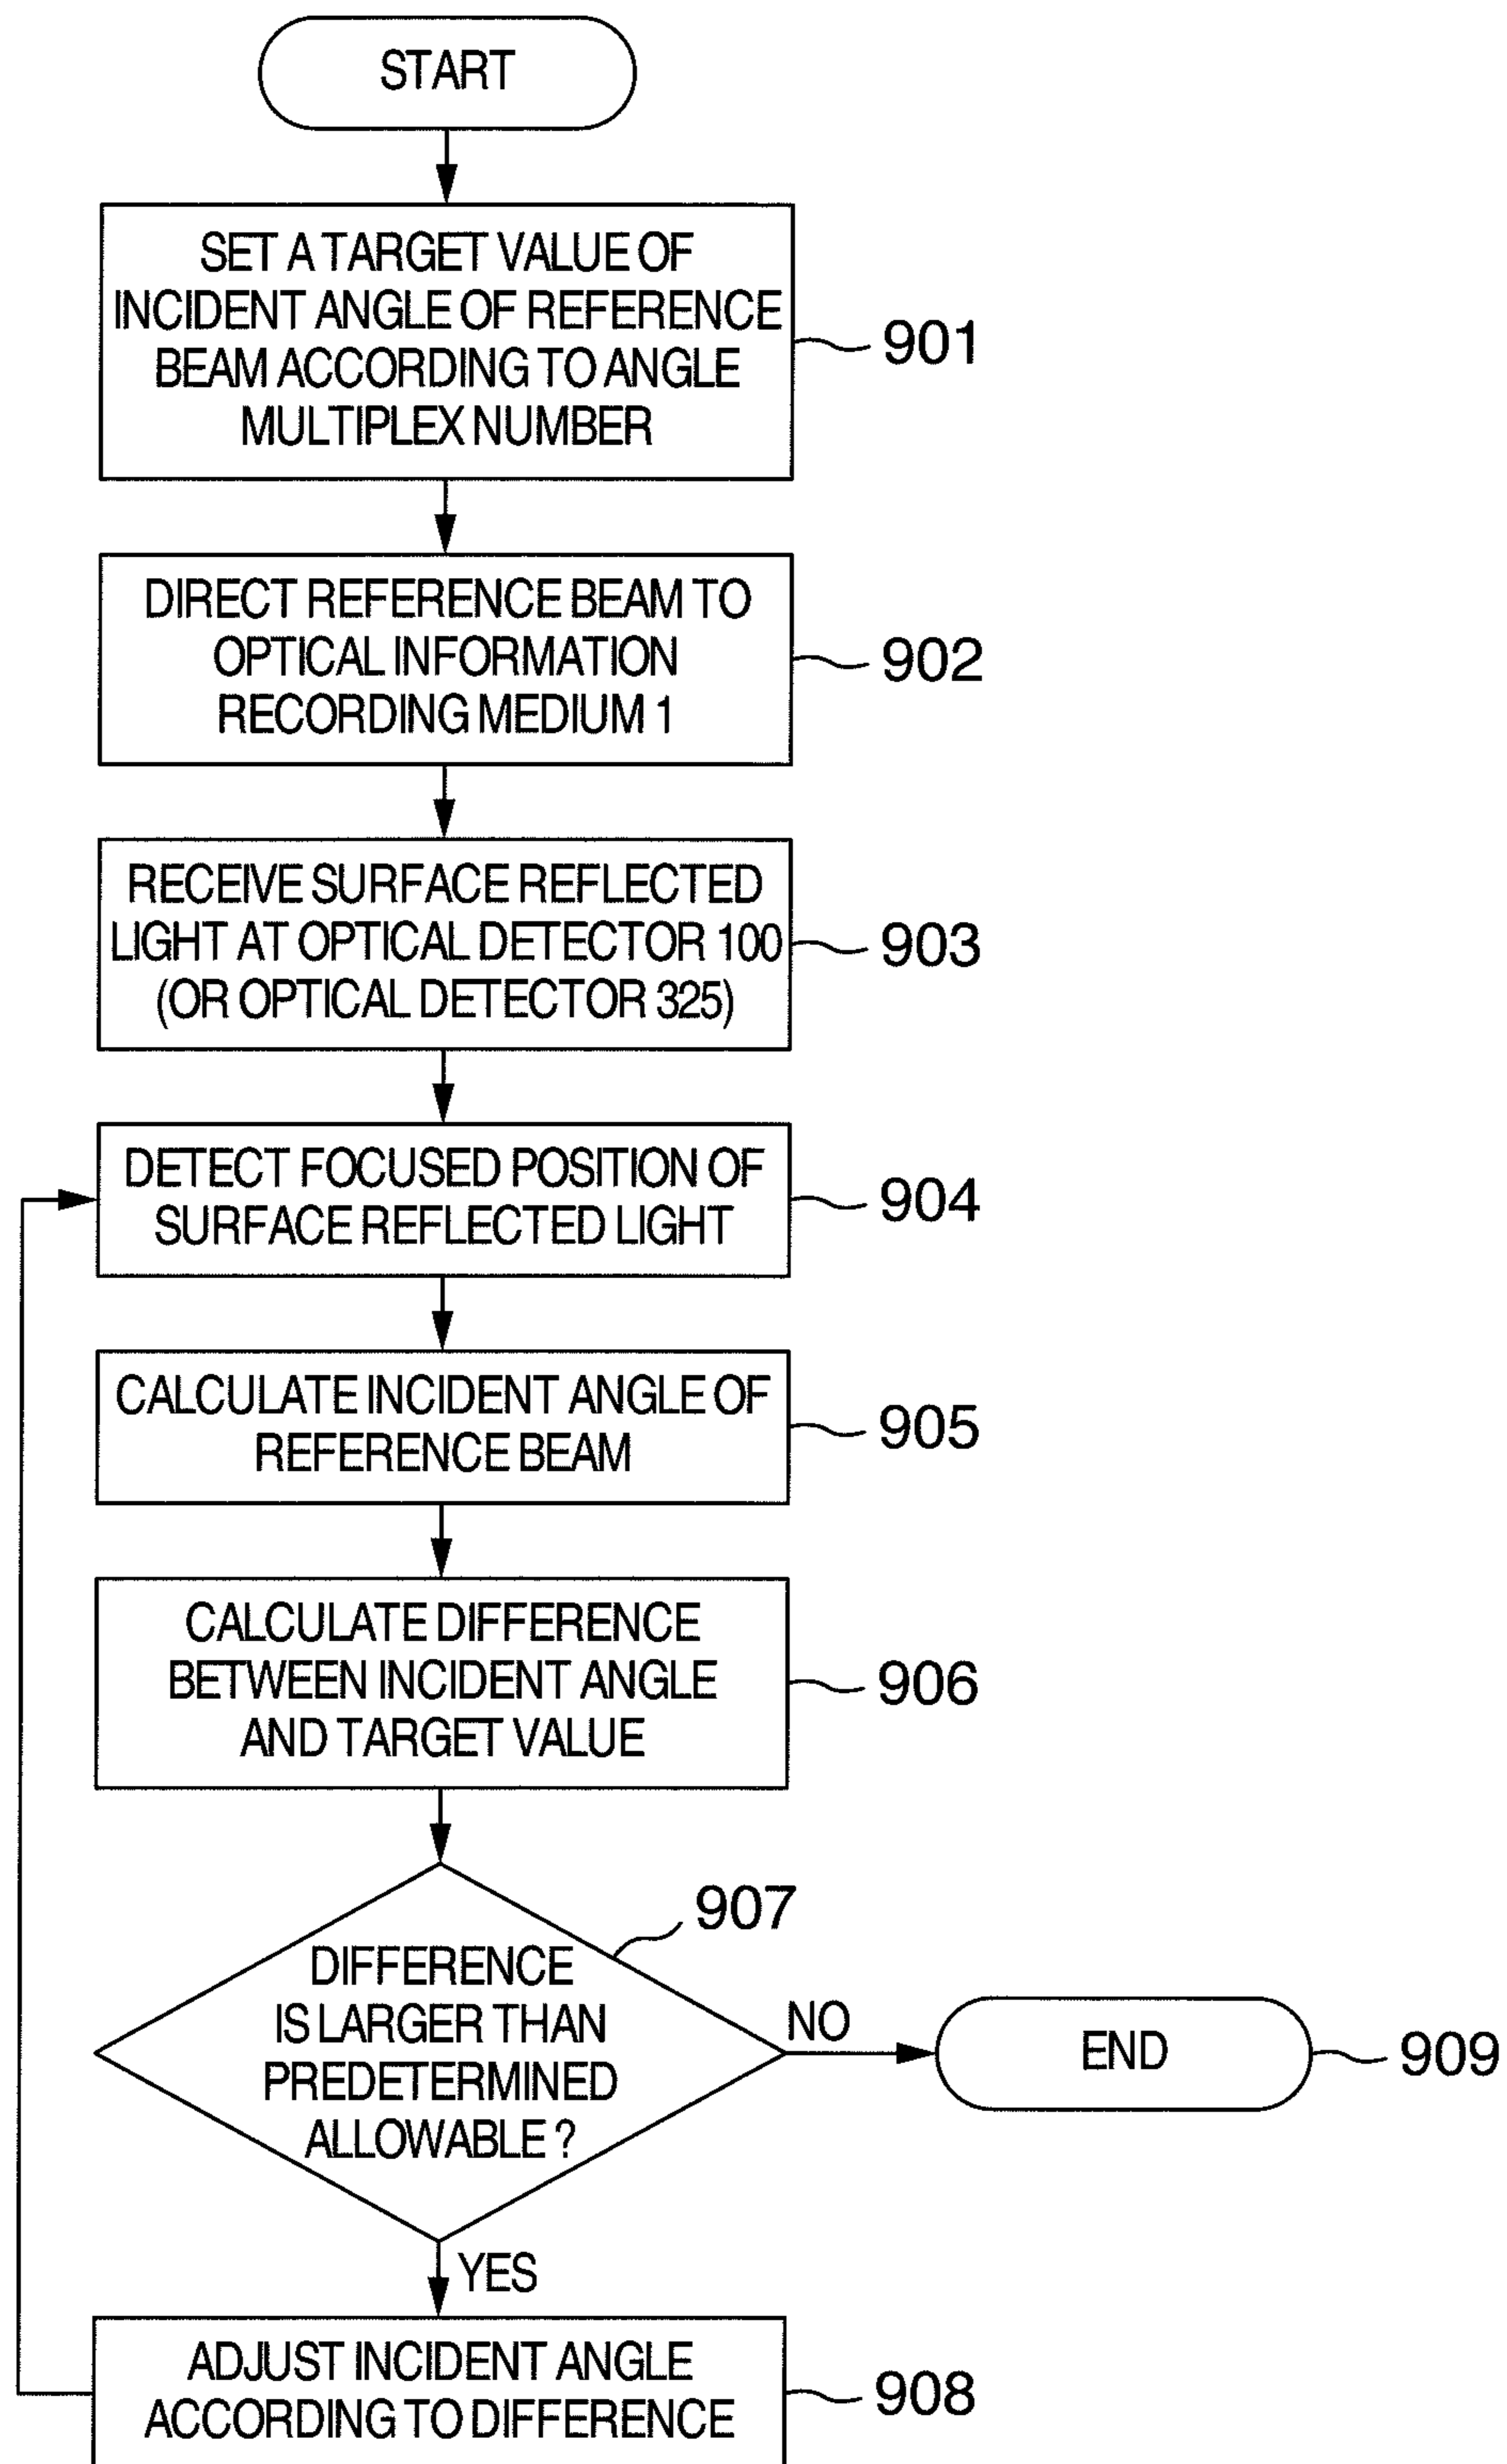 START
SET A TARGET VALUE OF
INCIDENT ANGLE OF REFERENCE
BEAM ACCORDING TO ANGLE
MULTIPLEX NUMBER
901
DIRECT REFERENCE BEAM TO
OPTICAL INFORMATION
RECORDING MEDIUM 1
902
RECEIVE SURFACE REFLECTED
LIGHT AT OPTICAL DETECTOR 100
(OR OPTICAL DETECTOR 325)
903
DETECT FOCUSED POSITION OF
SURFACE REFLECTED LIGHT
904
CALCULATE INCIDENT ANGLE OF
REFERENCE BEAM
905
CALCULATE DIFFERENCE
BETWEEN INCIDENT ANGLE
AND TARGET VALUE
906
907
DIFFERENCE
IS LARGER THAN
PREDETERMINED
ALLOWABLE ?
NO
END
909
YES
ADJUST INCIDENT ANGLE
ACCORDING TO DIFFERENCE
908